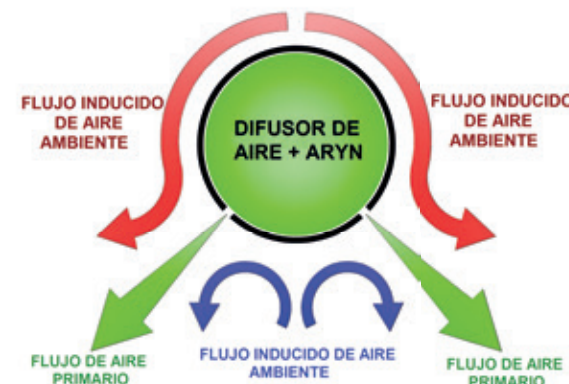 FLUJO INDUCIDO
DE AIRE
AMBIENTE
DIFUSOR DE
AIRE + ARYN
FLUJO INDUCIDO
DE AIRE
AMBIENTE
FLUJO DE AIRE
PRIMARIO
FLUJO INDUCIDO DE AIRE
AMBIENTE
FLUJO DE AIRE
PRIMARIO